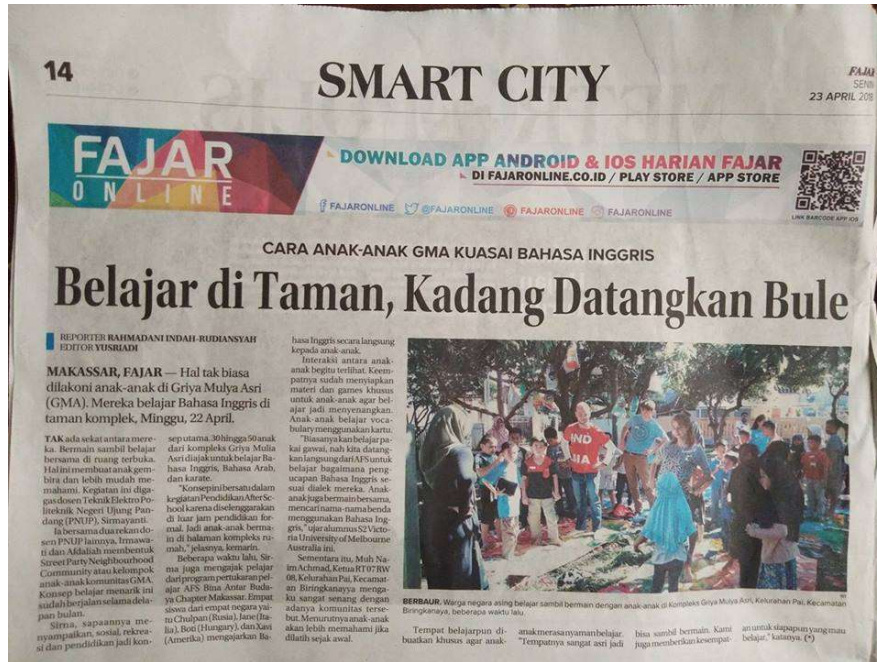 14
SMART CITY
FAJAR
SENIN
23 APRIL 2018
FAJAR
ONLINE
DOWNLOAD APP ANDROID & IOS HARIAN FAJAR
DI FAJARONLINE.CO.ID / PLAY STORE / APP STORE
FAJARONLINE
@FAJARONLINE
FAJARONLINE
FAJARONLINE
LINK BARCODE APP IOS
CARA ANAK-ANAK GMA KUASAI BAHASA INGGRIS
Belajar di Taman, Kadang Datangkan Bule
REPORTER RAHMADANI INDAH-RUDIANSYAH
EDITOR YUSRIADI
MAKASSAR, FAJAR — Hal tak biasa
dilakoni anak-anak di Griya Mulya Asri
(GMA). Mereka belajar Bahasa Inggris di
taman komplek, Minggu, 22 April.
TAK ada sekat antara mere-
ka. Bermain sambil belajar
bersama di ruang terbuka.
Hal ini membuat anak gem-
bira dan lebih mudah me-
mahami. Kegiatan ini diga-
gas dosen Teknik Elektro Po-
liteknik Negeri Ujung Pan-
dang (PNUP), Sirmayanti.
Ia bersama dua rekan do-
sen PNUP lainnya, Irmawa-
ti dan Afdaliah membentuk
Street Party Neighbourhood
Community atau kelompok
anak-anak komunitas GMA.
Konsep belajar menarik ini
sudah berjalan selama dela-
pan bulan.
Sirna, sapaannya me-
nyampaikan, sosial, rekrea-
si dan pendidikan jadi kon-
sep utama. 30 hingga 50 anak
dari kompleks Griya Mulia
Asri diajak untuk belajar Ba-
hasa Inggris, Bahasa Arab,
dan karate.
"Konsep ini bersatu dalam
kegiatan Pendidikan After Sc-
hool karena diselenggarakan
di luar jam pendidikan for-
mal. Jadi anak-anak berma-
in di halaman kompleks ru-
mah," jelasnya, kemarin.
Beberapa waktu lalu, Sir-
ma juga mengajak pelajar
dari program pertukaran pel-
ajar AFS Bina Antar Buda-
ya Chapter Makassar. Empat
siswa dari empat negara yai-
tu Chulpan (Rusia), Jane (Ita-
lia), Boti (Hungary), dan Xavi
(Amerika) mengajarkan Ba-
hasa Inggris secara langsung
kepada anak-anak.
Interaksi antara anak-
anak begitu terlihat. Keem-
patnya sudah menyiapkan
materi dan games khusus
untuk anak-anak agar bel-
ajar jadi menyenangkan.
Anak-anak belajar voca-
bulary menggunakan kartu.
"Biasanya kan belajar pa-
kai gawai, nah kita datang-
kan langsung dari AFS untuk
belajar bagaimana peng-
ucapan Bahasa Inggris se-
suai dialek mereka. Anak-
anak juga bermain bersama,
mencari nama-nama benda
menggunakan Bahasa Ing-
gris," ujar alumnus S2 Victo-
ria University of Melbourne
Australia ini.
Sementara itu, Muh Na-
im Achmad, Ketua RT 07 RW
08, Kelurahan Pai, Kecamat-
an Biringkanayya mengaku
sangat senang dengan
adanya komunitas terse-
but. Menurutnya anak-anak
akan lebih memahami jika
dilatih sejak awal.
IND
IA
BERBAUR. Warga negara asing belajar sambil bermain dengan anak-anak di Kompleks Griya Mulya Asri, Kelurahan Pai, Kecamatan
Biringkanaya, beberapa waktu lalu.
Tempat belajarpun di-
buatkan khusus agar anak-
anak merasa nyaman belajar.
"Tempatnya sangat asri jadi
bisa sambil bermain. Kami
juga memberikan kesempat-
an untuk siapapun yang mau
belajar," katanya. (*)